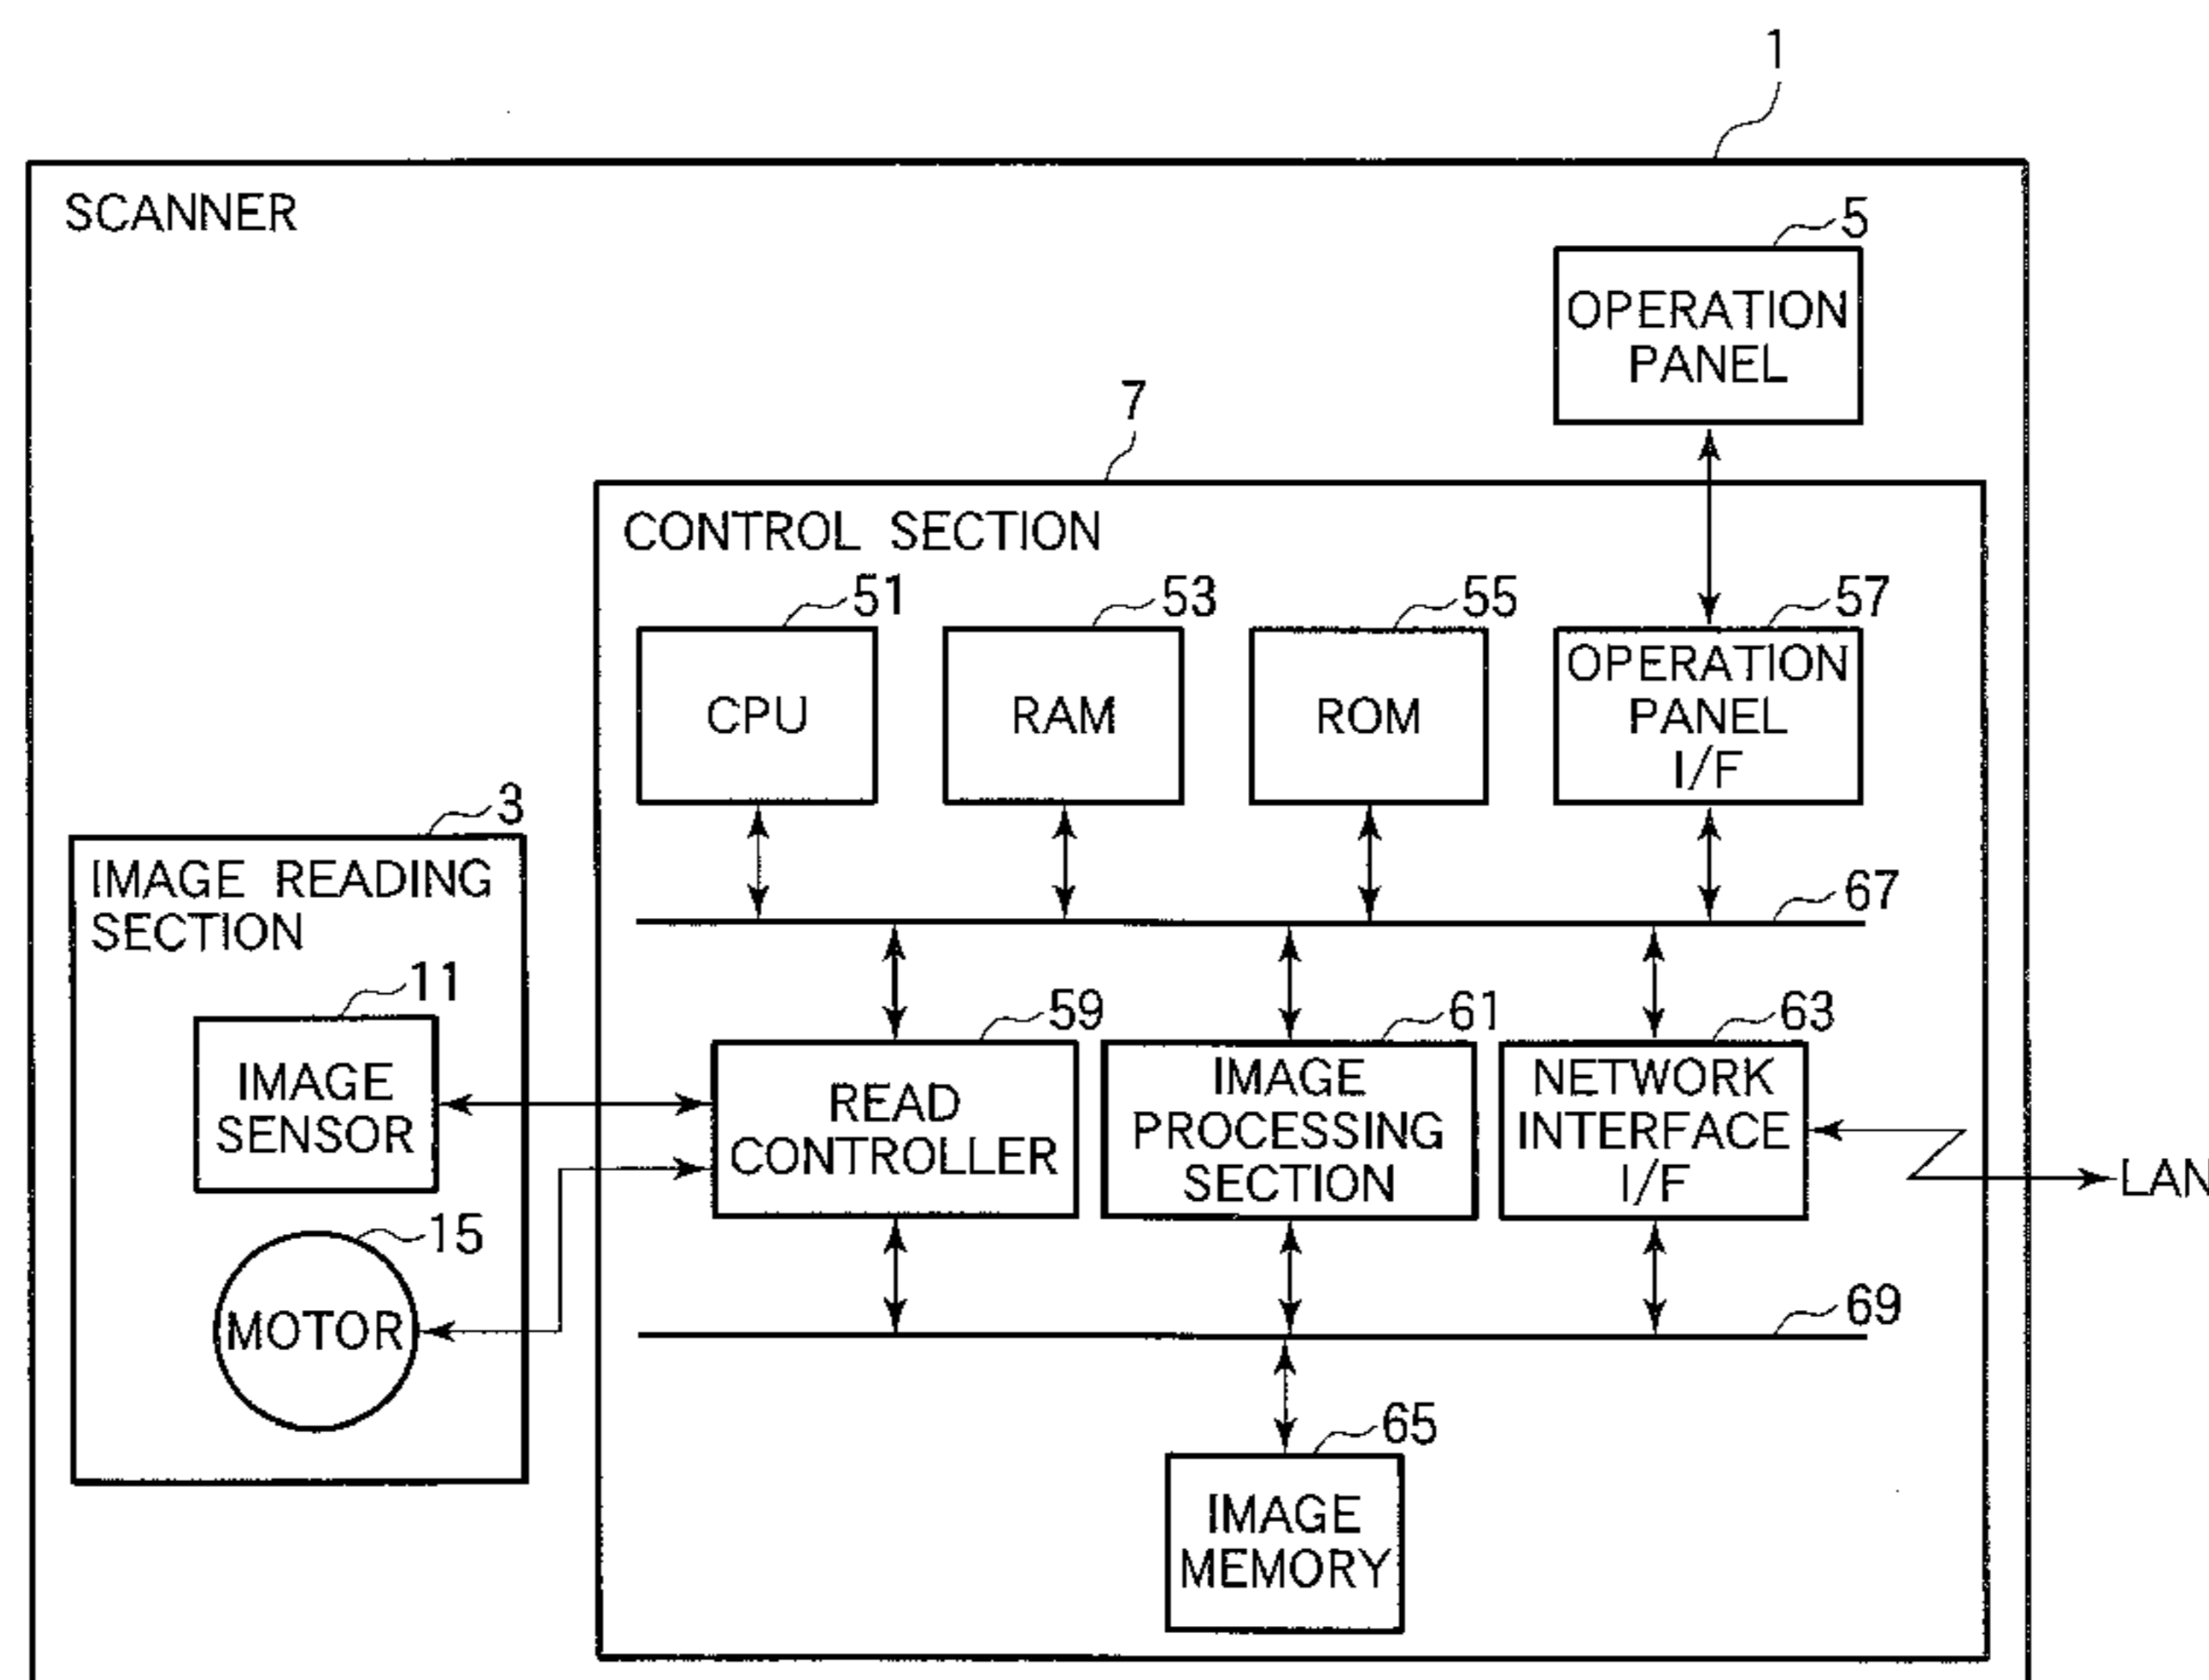 1
SCANNER
5
OPERATION
PANEL
7
CONTROL SECTION
51
53
55
57
CPU
RAM
ROM
OPERATION
PANEL
I/F
3
IMAGE READING
SECTION
67
11
IMAGE
SENSOR
59
61
63
READ
CONTROLLER
IMAGE
PROCESSING
SECTION
NETWORK
INTERFACE
I/F
LAN
15
MOTOR
69
65
IMAGE
MEMORY